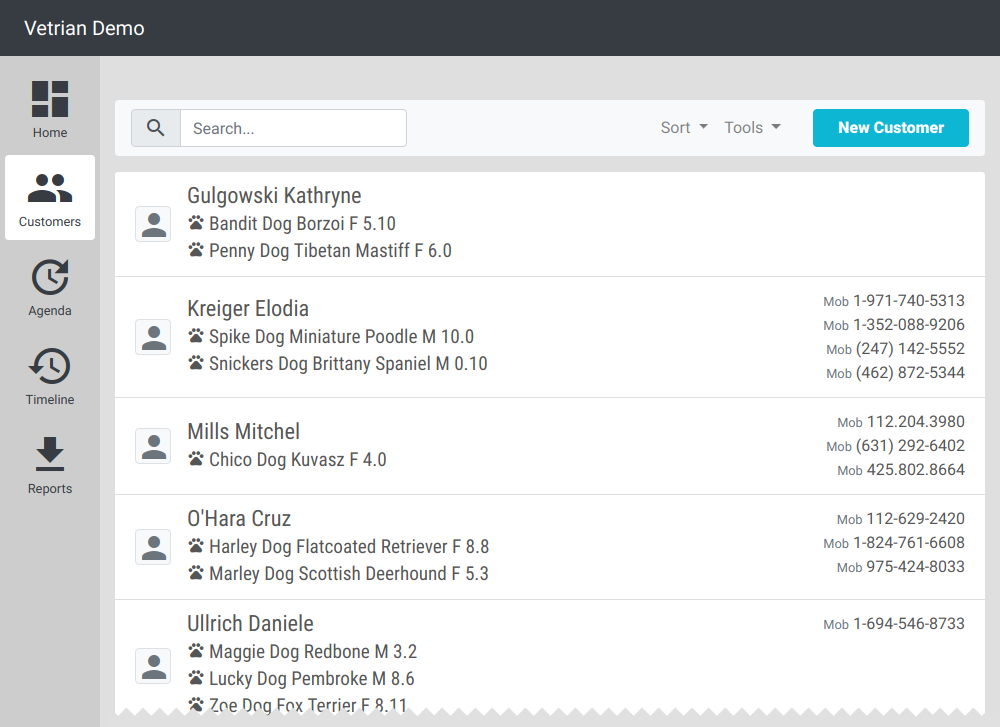 Vetrian Demo
Home
Customers
Agenda
Timeline
Reports
Search...
Sort
Tools
New Customer
Gulgowski Kathryne
Bandit Dog Borzoi F 5.10
Penny Dog Tibetan Mastiff F 6.0
Kreiger Elodia
Spike Dog Miniature Poodle M 10.0
Snickers Dog Brittany Spaniel M 0.10
Mob 1-971-740-5313
Mob 1-352-088-9206
Mob (247) 142-5552
Mob (462) 872-5344
Mills Mitchel
Chico Dog Kuvasz F 4.0
Mob 112.204.3980
Mob (631) 292-6402
Mob 425.802.8664
O'Hara Cruz
Harley Dog Flatcoated Retriever F 8.8
Marley Dog Scottish Deerhound F 5.3
Mob 112-629-2420
Mob 1-824-761-6608
Mob 975-424-8033
Ullrich Daniele
Maggie Dog Redbone M 3.2
Lucky Dog Pembroke M 8.6
Zoe Dog Fox Terrier F 8.11
Mob 1-694-546-8733